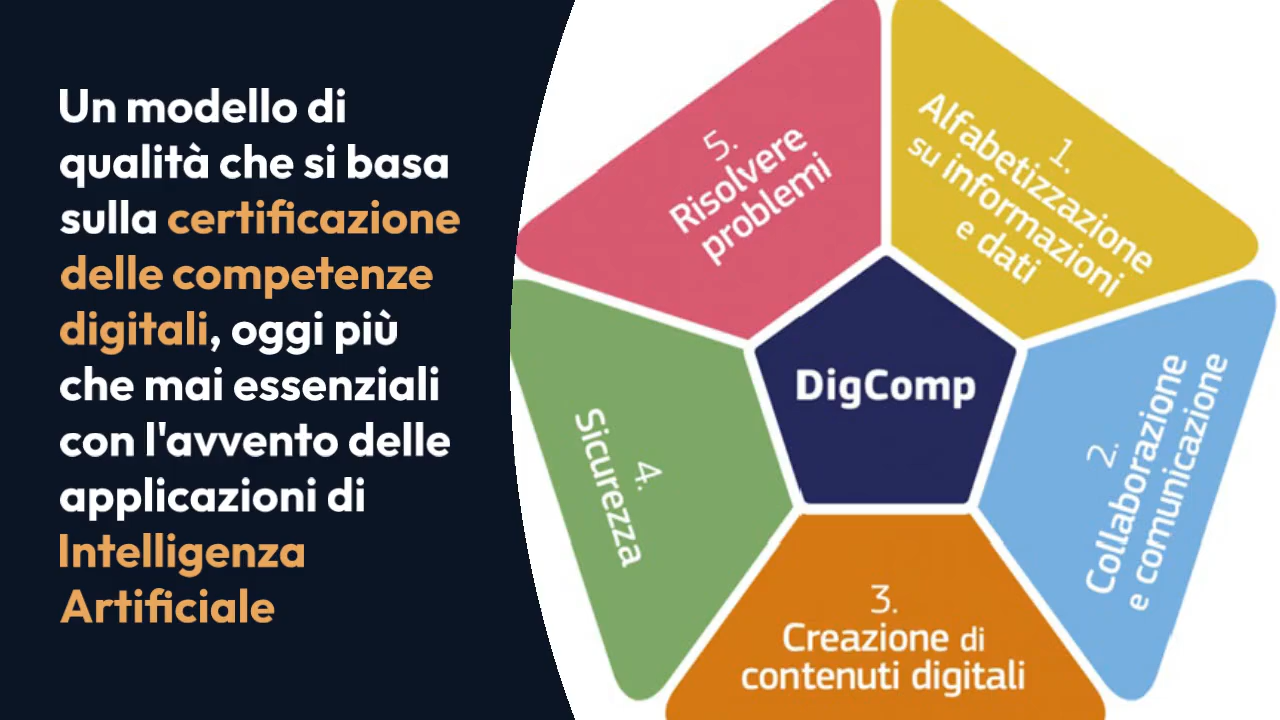 Un modello di
qualità che si basa
sulla certificazione
delle competenze
digitali, oggi più
che mai essenziali
con l'avvento delle
applicazioni di
Intelligenza
Artificiale
DigComp
1.
Alfabetizzazione
su informazioni
e dati
2.
Collaborazione
e comunicazione
3.
Creazione di
contenuti digitali
4.
Sicurezza
5.
Risolvere
problemi